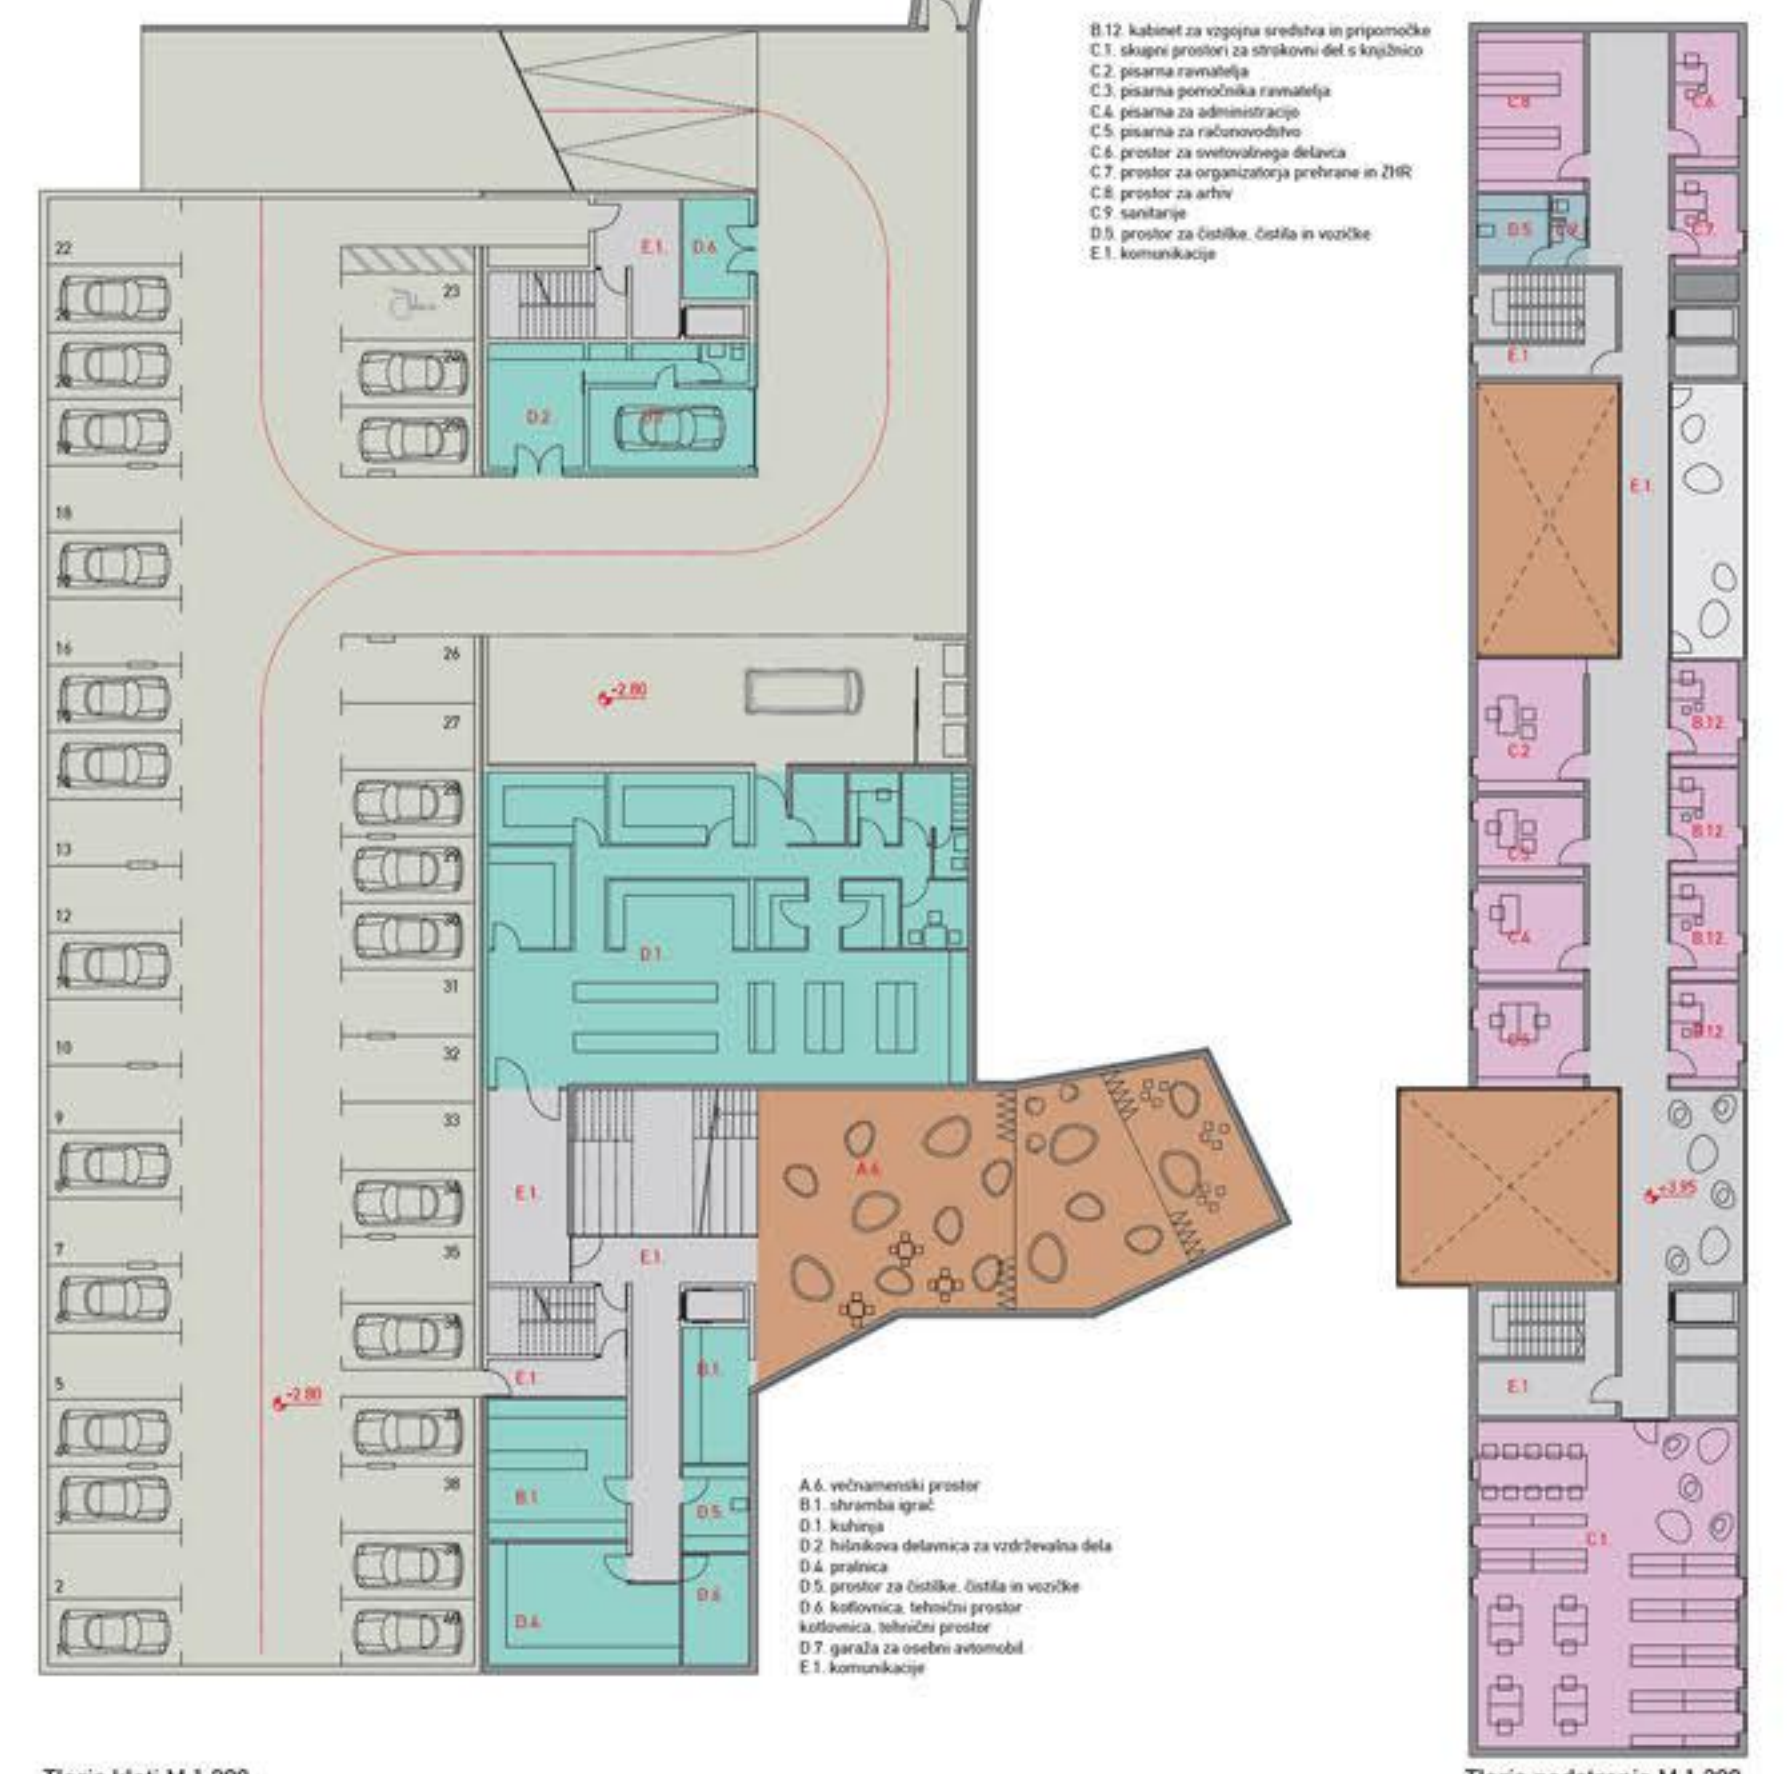 B.12. kabinet za vzgojna sredstva in pripomočke
C.1. skupni prostori za strokovni del s knjižnico
C.2. pisarna ravnatelja
C.3. pisarna pomočnika ravnatelja
C.4. pisarna za administracijo
C.5. pisarna za računovodstvo
C.6. prostor za svetovalnega delavca
C.7. prostor za organizatorja prehrane in ZHR
C.8. prostor za arhiv
C.9. sanitarije
D.5. prostor za čistilke, čistila in vozičke
E.1. komunikacije
22
23
18
16
13
12
10
9
7
5
2
26
27
31
32
33
35
38
E.1.
D.6.
D.2.
-2.80
D.1.
E.1.
E.1.
A.6.
E.1.
B.1.
B.1.
D.5.
D.6.
D.4.
-2.80
C.8.
C.6.
D.5.
C.7.
E.1
E.1.
C.2.
B.12.
C.3.
B.12.
C.4.
B.12.
B.12.
+3.95
E.1
C.1.
A.6. večnamenski prostor
B.1. shramba igrač
D.1. kuhinja
D.2. hišnikova delavnica za vzdrževalna dela
D.4. pralnica
D.5. prostor za čistilke, čistila in vozičke
D.6. kotlovnica, tehnični prostor
kotlovnica, tehnični prostor
D.7. garaža za osebni avtomobil
E.1. komunikacije